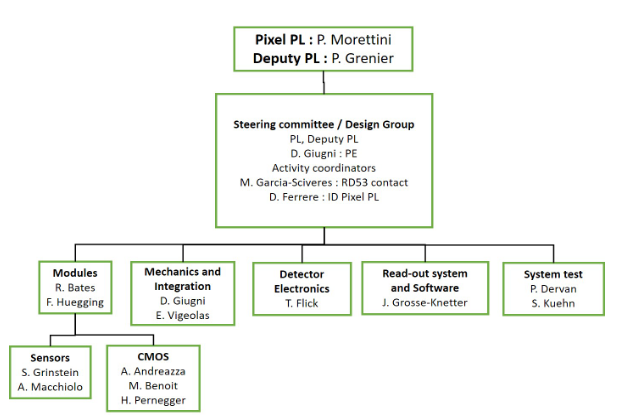 Pixel PL : P. Morettini
Deputy PL : P. Grenier
Steering committee / Design Group
PL, Deputy PL
D. Giugni : PE
Activity coordinators
M. Garcia-Sciveres : RD53 contact
D. Ferrere : ID Pixel PL
Modules
R. Bates
F. Huegging
Mechanics and
Integration
D. Giugni
E. Vigeolas
Detector
Electronics
T. Flick
Read-out system
and Software
J. Grosse-Knetter
System test
P. Dervan
S. Kuehn
Sensors
S. Grinstein
A. Macchiolo
CMOS
A. Andreazza
M. Benoit
H. Pernegger